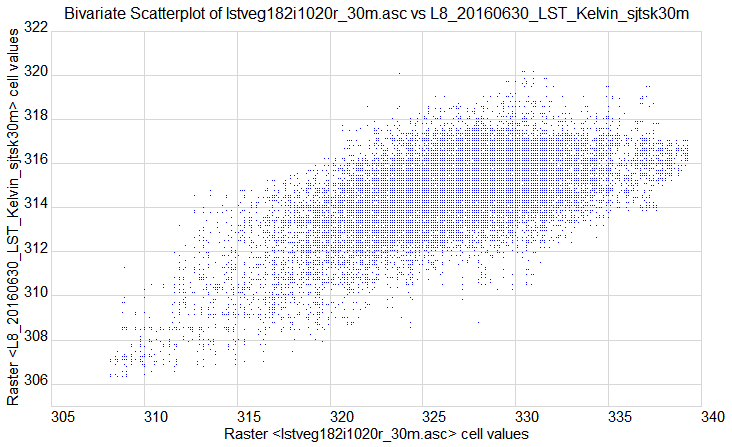 Bivariate Scatterplot of lstveg182i1020r_30m.asc vs L8_20160630_LST_Kelvin_sjtsk30m
Raster <L8_20160630_LST_Kelvin_sjtsk30m> cell values
322
320
318
316
314
312
310
308
306
305 310 315 320 325 330 335 340
Raster <lstveg182i1020r_30m.asc> cell values